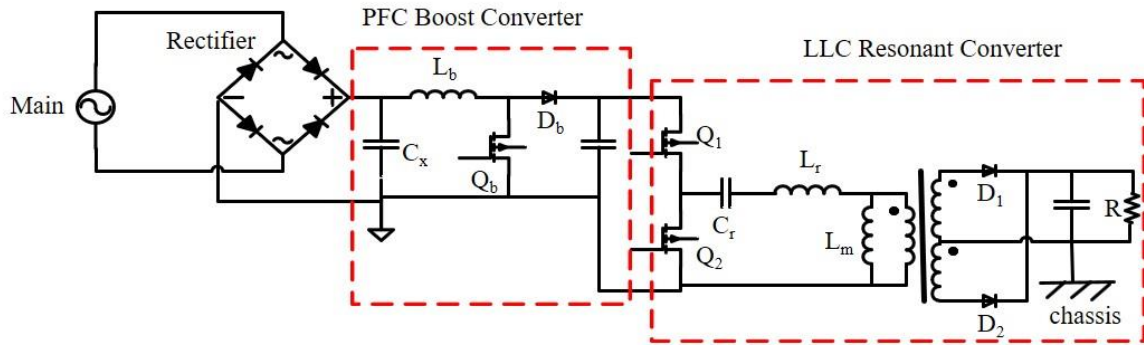 PFC Boost Converter
Rectifier
LLC Resonant Converter
L_b
Main
D_b
Q_1
C_x
L_r
Q_b
D_1
C_r
R
L_m
Q_2
chassis
D_2